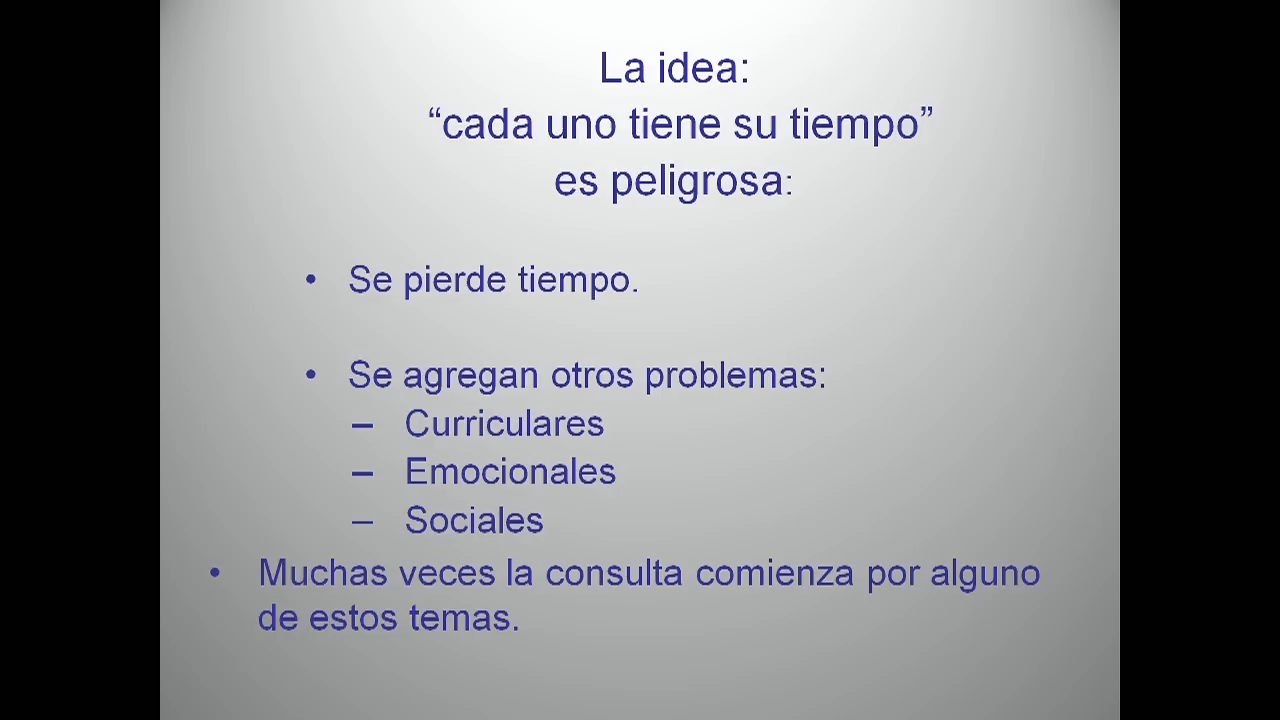 La idea:
“cada uno tiene su tiempo”
es peligrosa:
• Se pierde tiempo.
• Se agregan otros problemas:
– Curriculares
– Emocionales
– Sociales
• Muchas veces la consulta comienza por alguno
de estos temas.